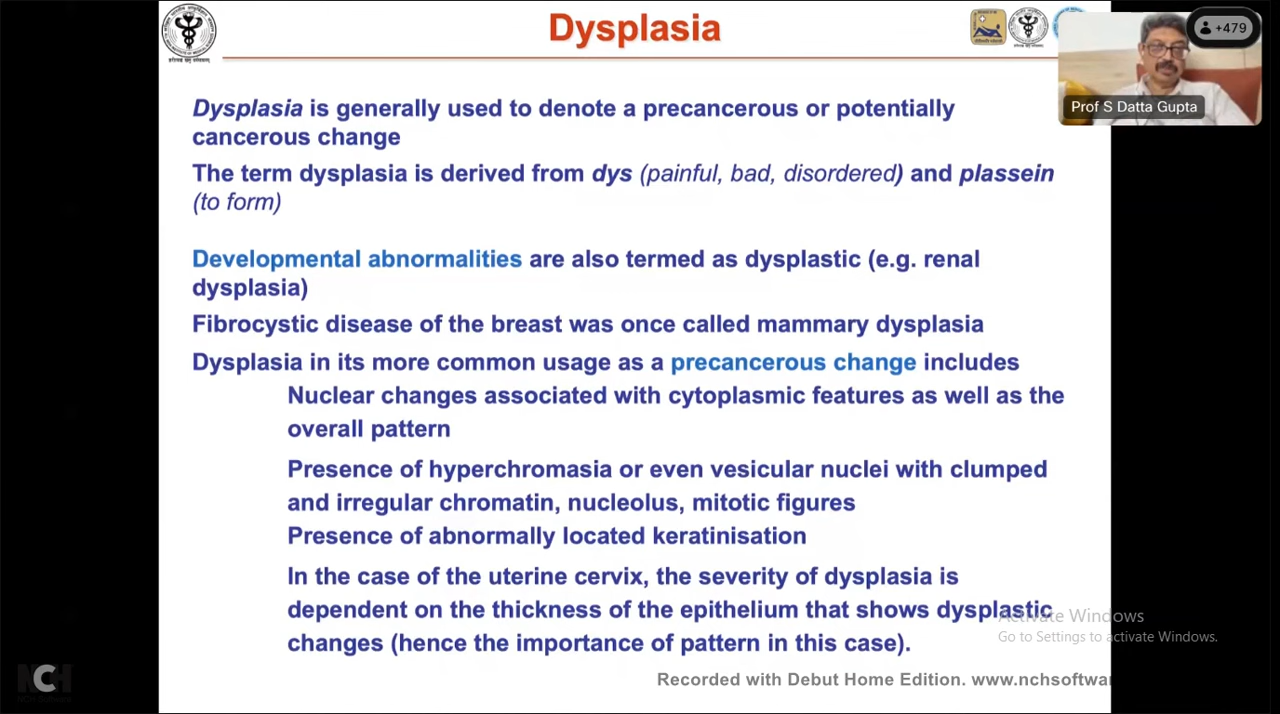 Dysplasia
+479
Prof S Datta Gupta
Dysplasia is generally used to denote a precancerous or potentially
cancerous change
The term dysplasia is derived from dys (painful, bad, disordered) and plassein
(to form)
Developmental abnormalities are also termed as dysplastic (e.g. renal
dysplasia)
Fibrocystic disease of the breast was once called mammary dysplasia
Dysplasia in its more common usage as a precancerous change includes
Nuclear changes associated with cytoplasmic features as well as the
overall pattern
Presence of hyperchromasia or even vesicular nuclei with clumped
and irregular chromatin, nucleolus, mitotic figures
Presence of abnormally located keratinisation
In the case of the uterine cervix, the severity of dysplasia is
dependent on the thickness of the epithelium that shows dysplastic
changes (hence the importance of pattern in this case).
Activate Windows
Go to Settings to activate Windows.
NCH
Recorded with Debut Home Edition. www.nchsoftwar